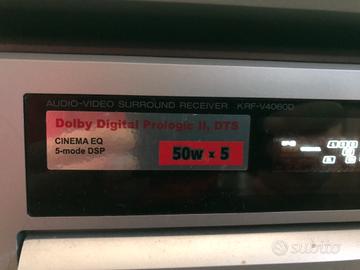 AUDIO-VIDEO SURROUND RECEIVER KRF-V4060D
Dolby Digital Prologic II, DTS
CINEMA EQ
5-mode DSP
50w x 5
subito